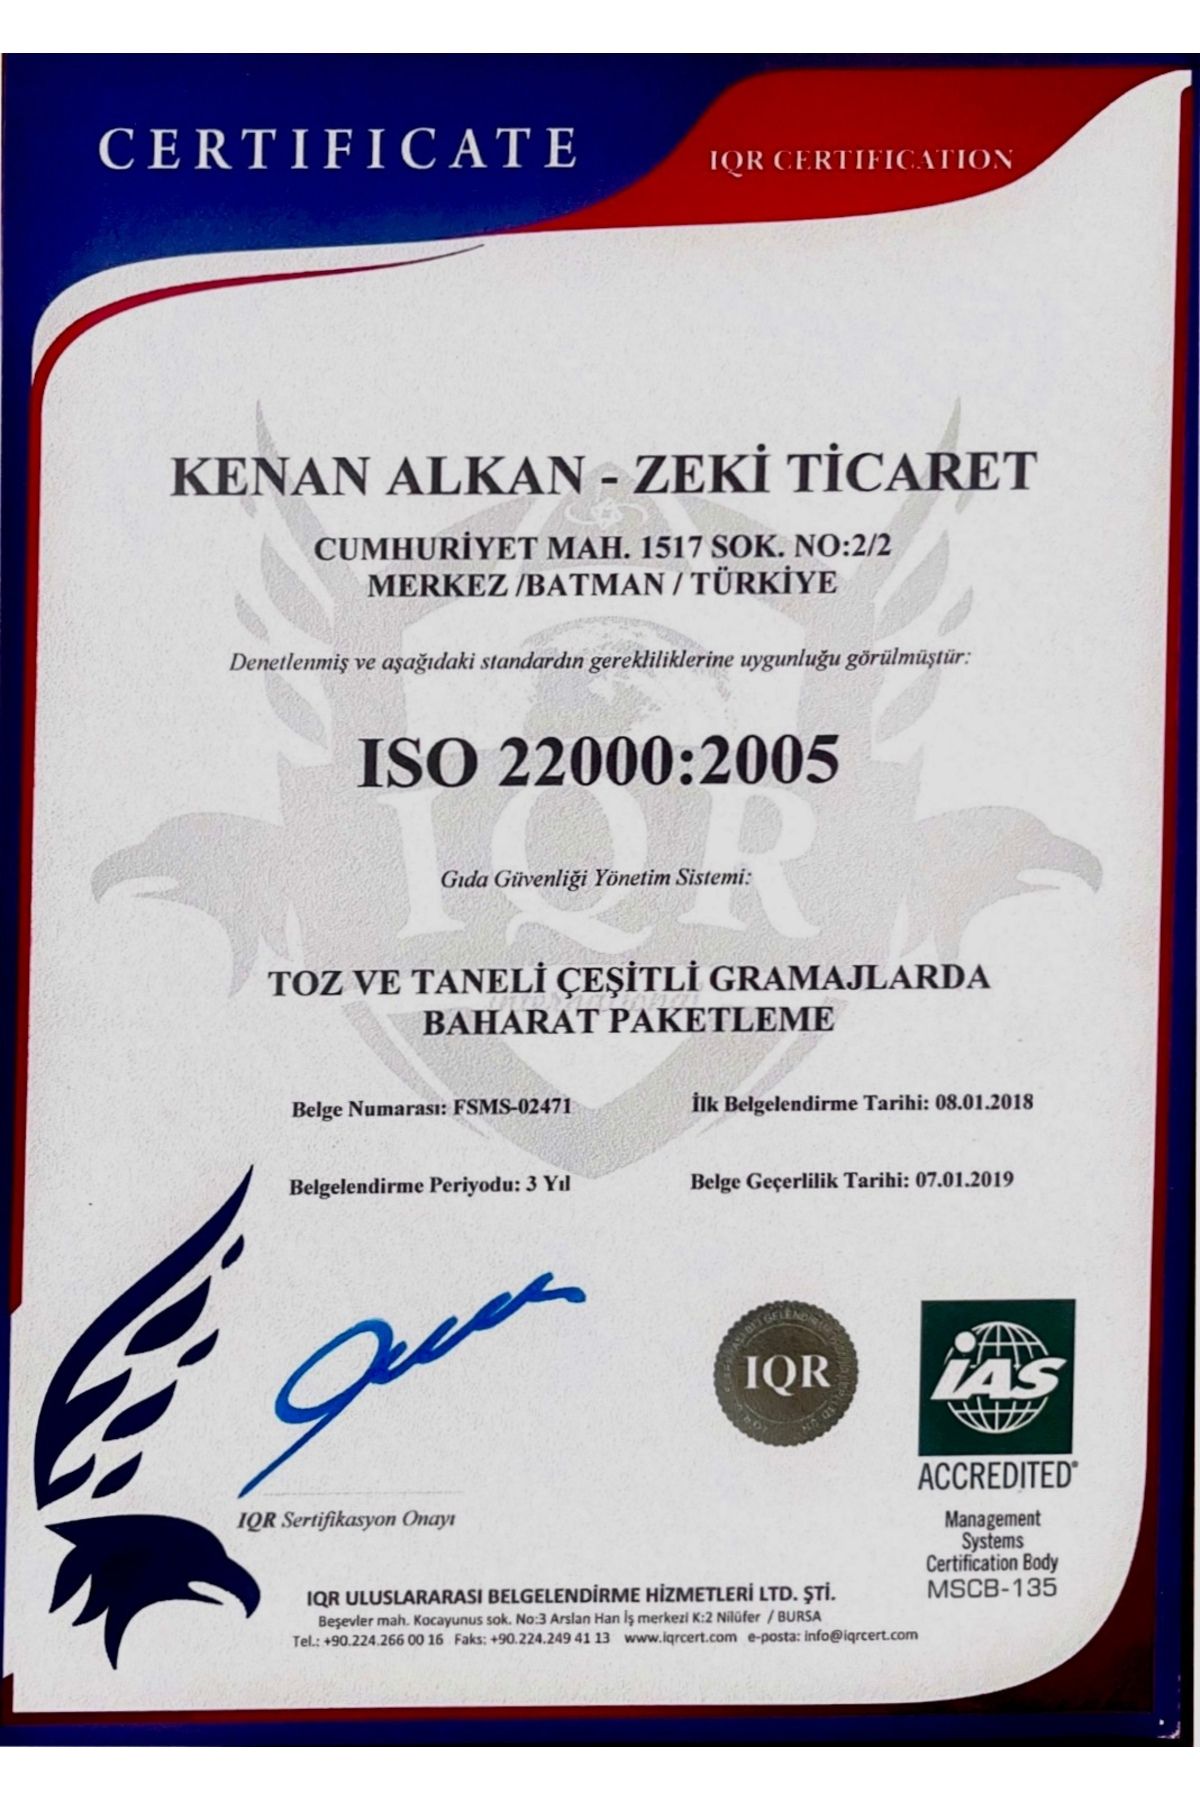 CERTIFICATE
IQR CERTIFICATION
KENAN ALKAN - ZEKİ TİCARET
CUMHURİYET MAH. 1517 SOK. NO:2/2
MERKEZ /BATMAN / TÜRKİYE
Denetlenmiş ve aşağıdaki standardın gerekliliklerine uygunluğu görülmüştür:
ISO 22000:2005
IQR
Gıda Güvenliği Yönetim Sistemi:
international
TOZ VE TANELİ ÇEŞİTLİ GRAMAJLARDA
BAHARAT PAKETLEME
Belge Numarası: FSMS-02471
İlk Belgelendirme Tarihi: 08.01.2018
Belgelendirme Periyodu: 3 Yıl
Belge Geçerlilik Tarihi: 07.01.2019
IQR
IAS
ACCREDITED®
Management
Systems
Certification Body
MSCB-135
IQR Sertifikasyon Onayı
IQR ULUSLARARASI BELGELENDİRME HİZMETLERİ LTD. ŞTİ.
Beşevler mah. Kocayunus sok. No:3 Arslan Han İş merkezi K:2 Nilüfer / BURSA
Tel.: +90.224.266 00 16 Faks: +90.224.249 41 13 www.iqrcert.com e-posta: info@iqrcert.com